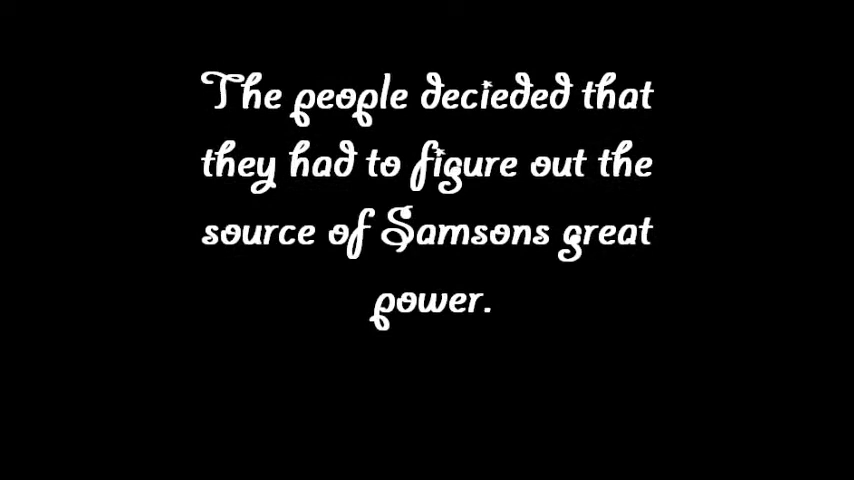 The people decieded that
they had to figure out the
source of Samsons great
power.